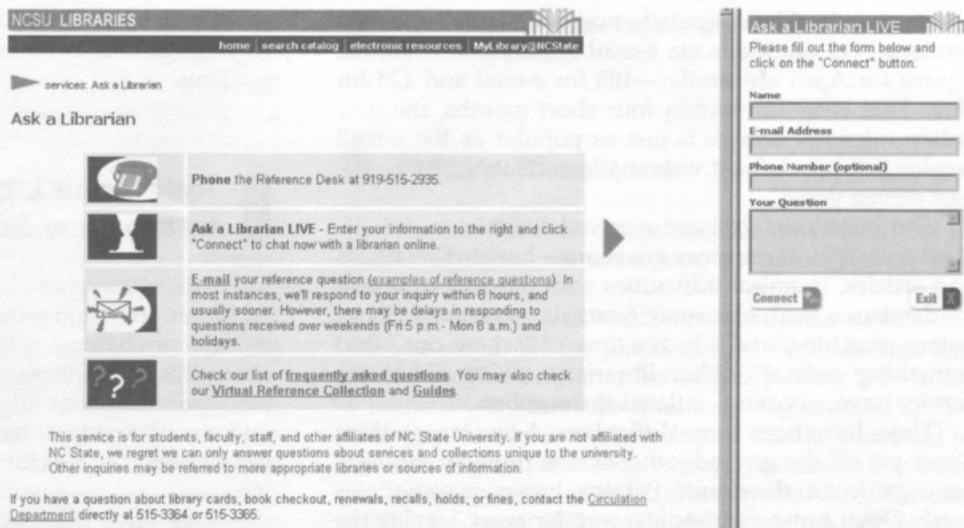 NCSU LIBRARIES
home | search catalog | electronic resources | MyLibrary@NCState
services: Ask a Librarian
Ask a Librarian
Phone the Reference Desk at 919-515-2935.
Ask a Librarian LIVE - Enter your information to the right and click
"Connect" to chat now with a librarian online.
E-mail your reference question (examples of reference questions). In
most instances, we'll respond to your inquiry within 8 hours, and
usually sooner. However, there may be delays in responding to
questions received over weekends (Fri 5 p.m.- Mon 8 a.m.) and
holidays.
? ? ?
Check our list of frequently asked questions. You may also check
our Virtual Reference Collection and Guides.
This service is for students, faculty, staff, and other affiliates of NC State University. If you are not affiliated with
NC State, we regret we can only answer questions about services and collections unique to the university.
Other inquiries may be referred to more appropriate libraries or sources of information.
If you have a question about library cards, book checkout, renewals, recalls, holds, or fines, contact the Circulation
Department directly at 515-3364 or 515-3365.
Ask a Librarian LIVE
Please fill out the form below and
click on the "Connect" button.
Name
E-mail Address
Phone Number (optional)
Your Question
Connect
Exit X